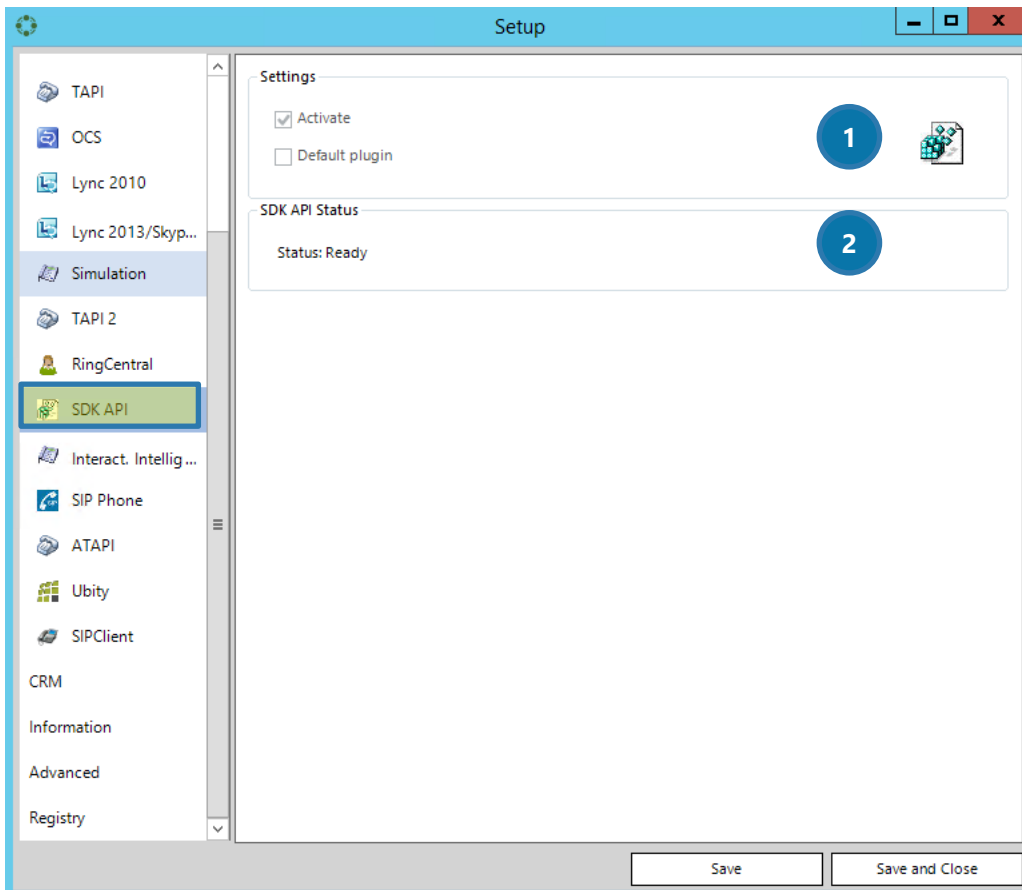 Setup
TAPI
OCS
Lync 2010
Lync 2013/Skyp...
Simulation
TAPI 2
RingCentral
SDK API
Interact. Intellig...
SIP Phone
ATAPI
Ubity
SIPClient
CRM
Information
Advanced
Registry
Settings
Activate
Default plugin
1
SDK API Status
Status: Ready
2
Save
Save and Close